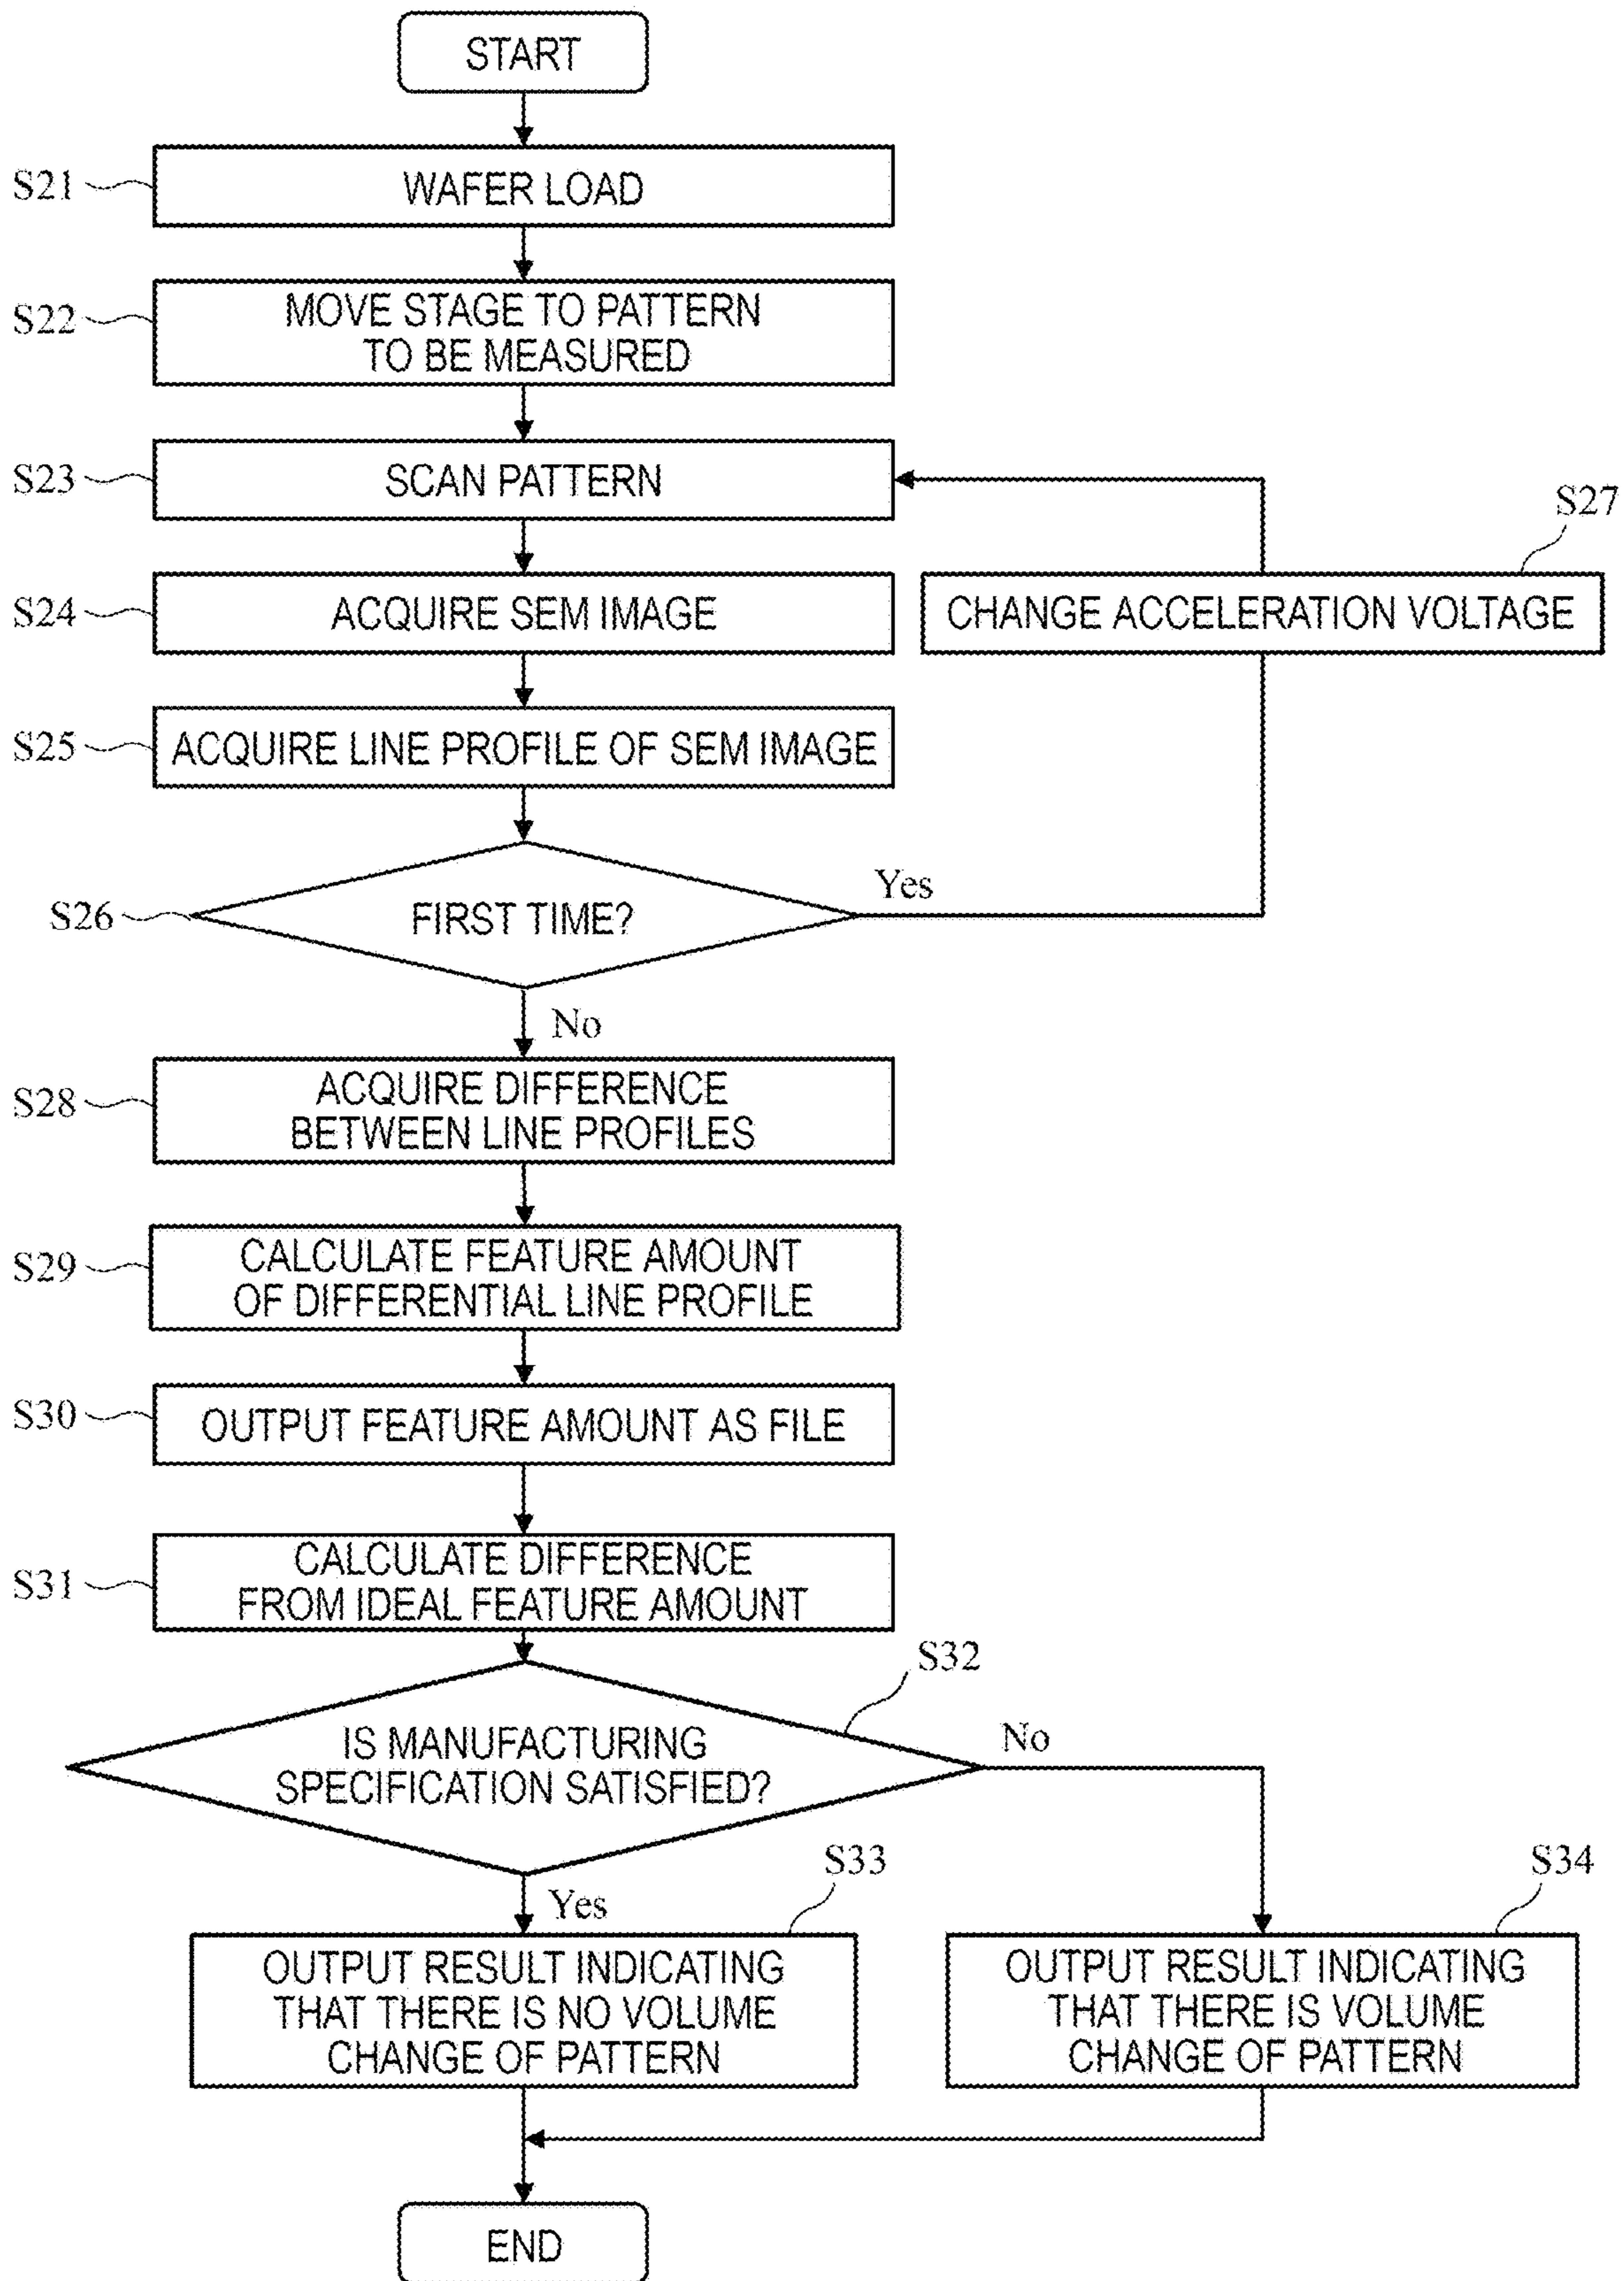 START
S21
WAFER LOAD
S22
MOVE STAGE TO PATTERN
TO BE MEASURED
S23
SCAN PATTERN
S27
S24
ACQUIRE SEM IMAGE
CHANGE ACCELERATION VOLTAGE
S25
ACQUIRE LINE PROFILE OF SEM IMAGE
S26
FIRST TIME?
Yes
No
S28
ACQUIRE DIFFERENCE
BETWEEN LINE PROFILES
S29
CALCULATE FEATURE AMOUNT
OF DIFFERENTIAL LINE PROFILE
S30
OUTPUT FEATURE AMOUNT AS FILE
S31
CALCULATE DIFFERENCE
FROM IDEAL FEATURE AMOUNT
S32
IS MANUFACTURING
SPECIFICATION SATISFIED?
No
Yes
S33
OUTPUT RESULT INDICATING
THAT THERE IS NO VOLUME
CHANGE OF PATTERN
S34
OUTPUT RESULT INDICATING
THAT THERE IS VOLUME
CHANGE OF PATTERN
END